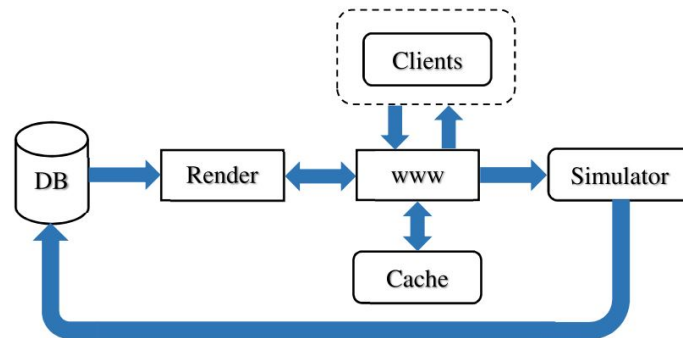 Clients
DB
Render
www
Simulator
Cache